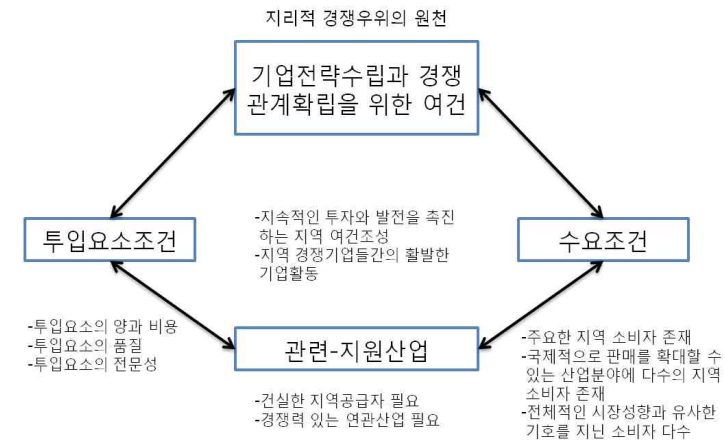 지리적 경쟁우위의 원천
기업전략수립과 경쟁
관계확립을 위한 여건
투입요소조건
-지속적인 투자와 발전을 촉진
하는 지역 여건조성
-지역 경쟁기업들간의 활발한
기업활동
수요조건
-투입요소의 양과 비용
-투입요소의 품질
-투입요소의 전문성
관련-지원산업
-건실한 지역공급자 필요
-경쟁력 있는 연관산업 필요
-주요한 지역 소비자 존재
-국제적으로 판매를 확대할 수
있는 산업분야에 다수의 지역
소비자 존재
-전체적인 시장성향과 유사한
기호를 지닌 소비자 다수